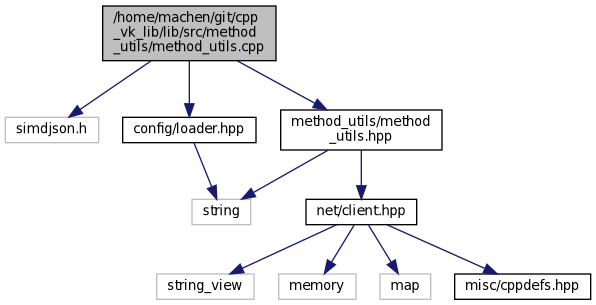 /home/machen/git/cpp
_vk_lib/lib/src/method
_utils/method_utils.cpp
simdjson.h
config/loader.hpp
method_utils/method
_utils.hpp
string
net/client.hpp
string_view
memory
map
misc/cppdefs.hpp